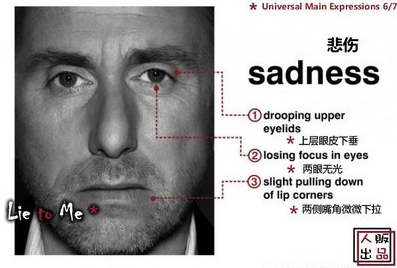 * Universal Main Expressions 6/7
悲伤
sadness
1 drooping upper
eyelids
* 上层眼皮下垂
2 losing focus in eyes
* 两眼无光
3 slight pulling down
of lip corners
* 两侧嘴角微微下拉
Lie to Me *
人贩
出品